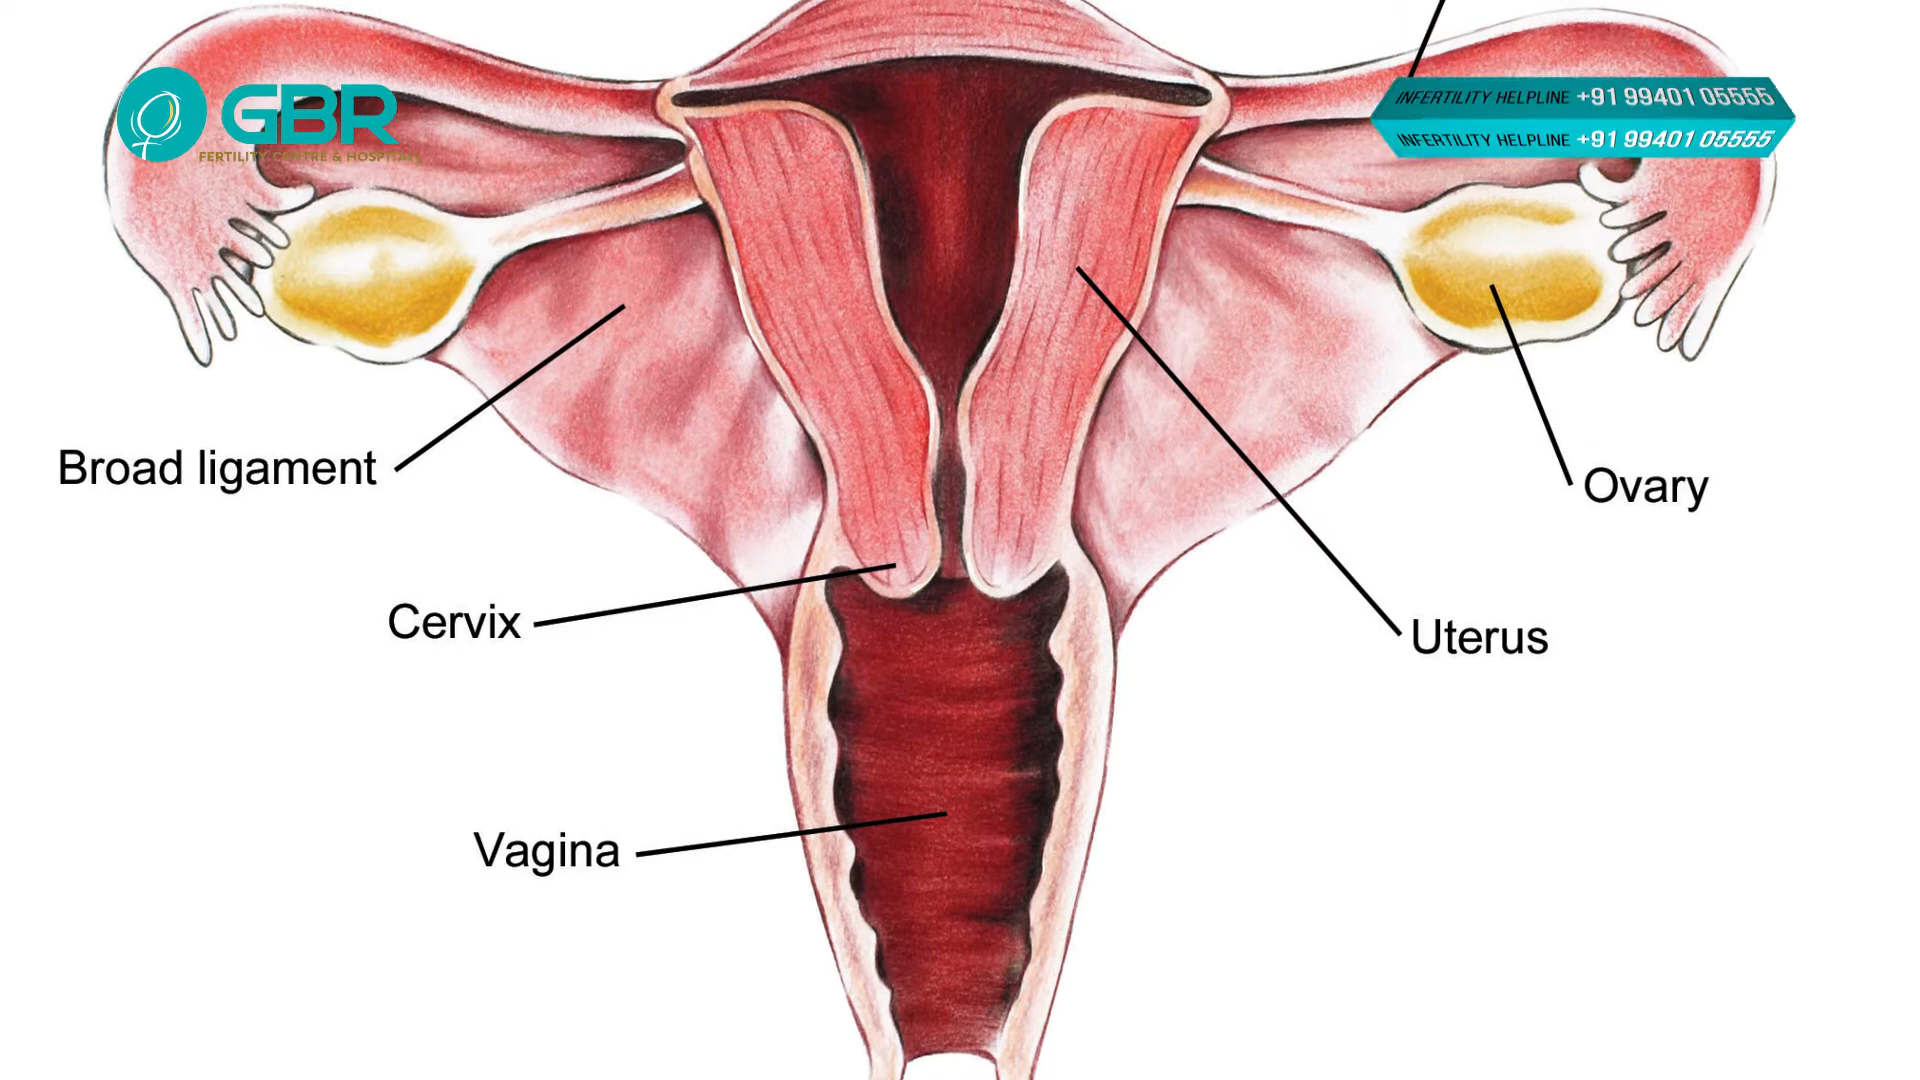 GBR
FERTILITY CENTRE & HOSPITALS
INFERTILITY HELPLINE +91 99401 05555
INFERTILITY HELPLINE +91 99401 05555
Broad ligament
Ovary
Cervix
Uterus
Vagina